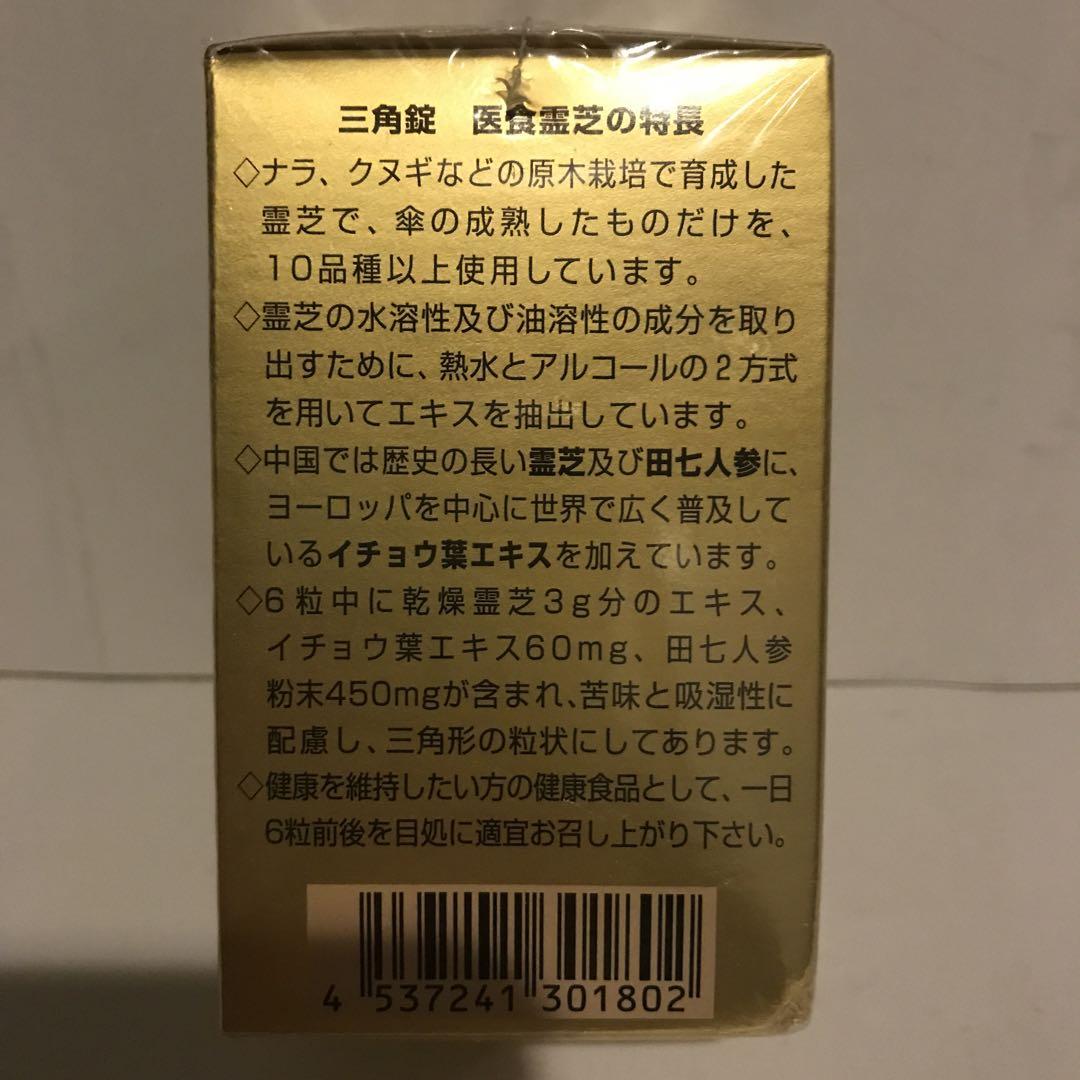 三角錠 医食霊芝の特長
◇ナラ、クヌギなどの原木栽培で育成した
霊芝で、傘の成熟したものだけを、
10品種以上使用しています。
◇霊芝の水溶性及び油溶性の成分を取り
出すために、熱水とアルコールの2方式
を用いてエキスを抽出しています。
◇中国では歴史の長い霊芝及び田七人参に、
ヨーロッパを中心に世界で広く普及して
いるイチョウ葉エキスを加えています。
◇6粒中に乾燥霊芝3g分のエキス、
イチョウ葉エキス60mg、田七人参
粉末450mgが含まれ、苦味と吸湿性に
配慮し、三角形の粒状にしてあります。
◇健康を維持したい方の健康食品として、一日
6粒前後を目処に適宜お召し上がり下さい。
4 537241 301802